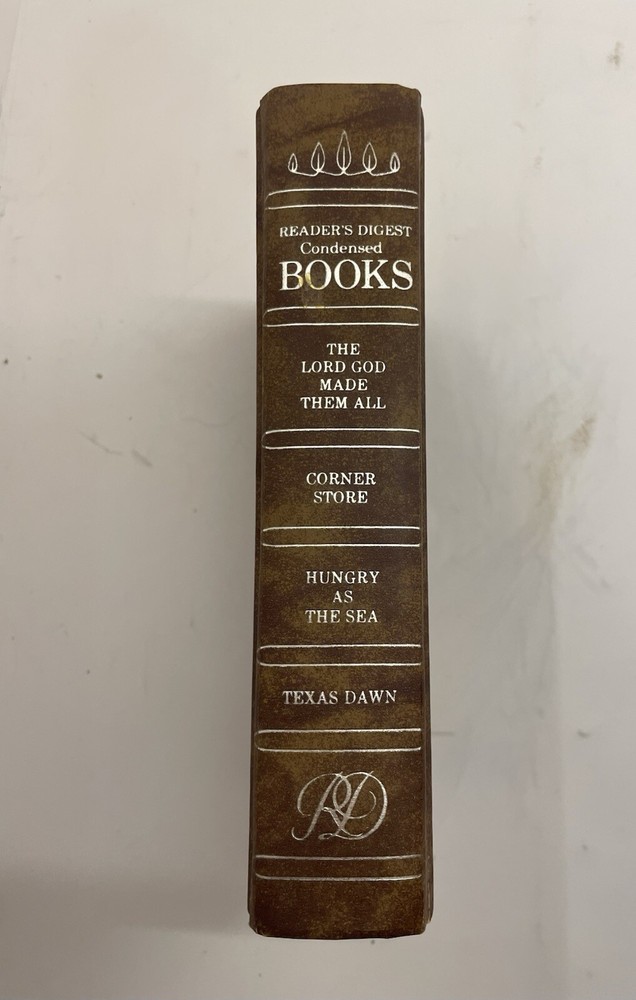 READER'S DIGEST
Condensed
BOOKS
THE
LORD GOD
MADE
THEM ALL
CORNER
STORE
HUNGRY
AS
THE SEA
TEXAS DAWN
RD